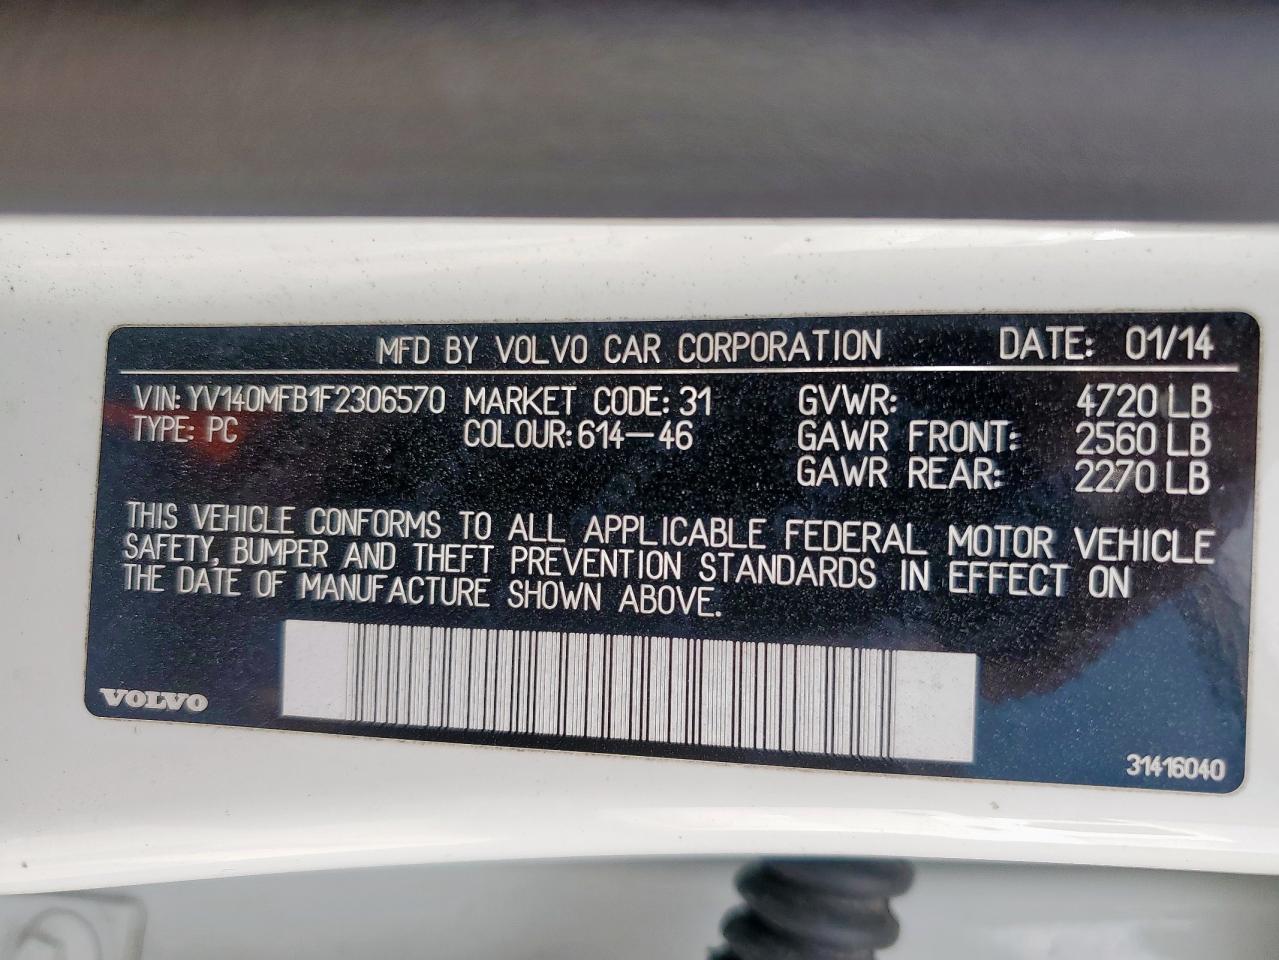 MFD BY VOLVO CAR CORPORATION DATE: 01/14
VIN: YV140MFB1F2306570 MARKET CODE: 31 GVWR: 4720 LB
TYPE: PC COLOUR: 614-46 GAWR FRONT: 2560 LB
GAWR REAR: 2270 LB
THIS VEHICLE CONFORMS TO ALL APPLICABLE FEDERAL MOTOR VEHICLE
SAFETY, BUMPER AND THEFT PREVENTION STANDARDS IN EFFECT ON
THE DATE OF MANUFACTURE SHOWN ABOVE.
VOLVO
31416040